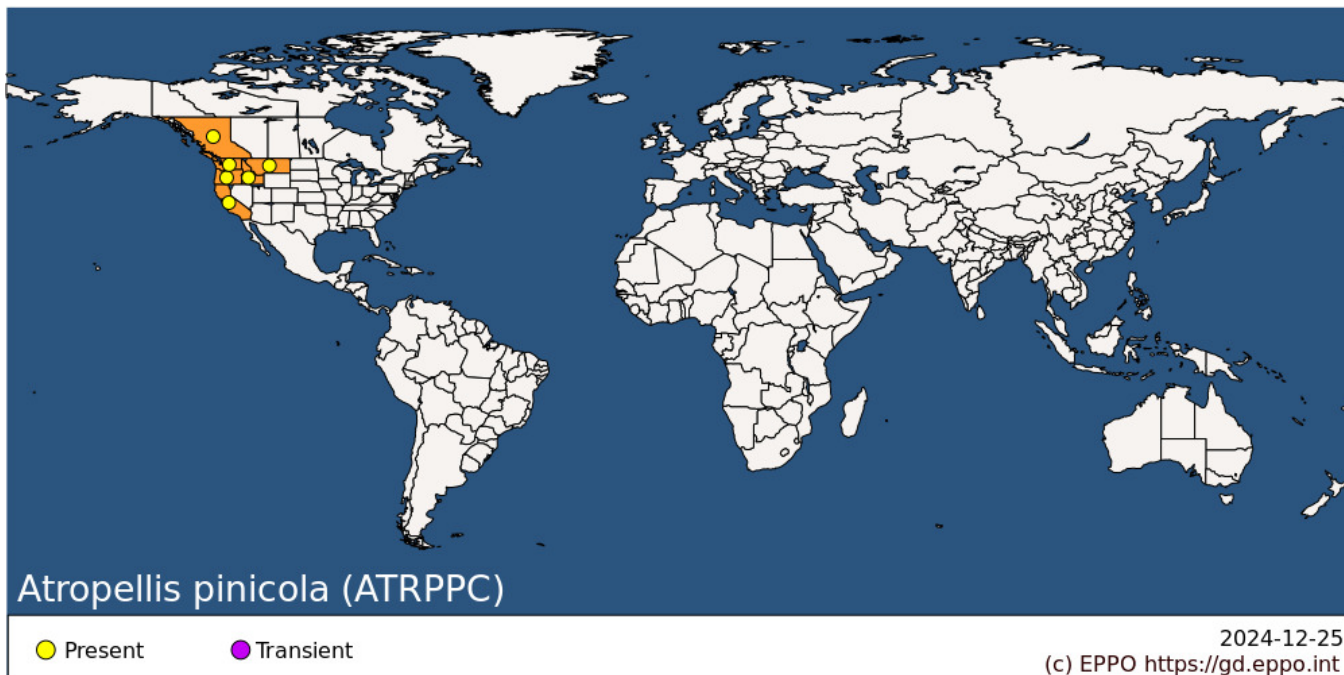 Atropellis pinicola (ATRPPC)
Present
Transient
2024-12-25
(c) EPPO https://gd.eppo.int